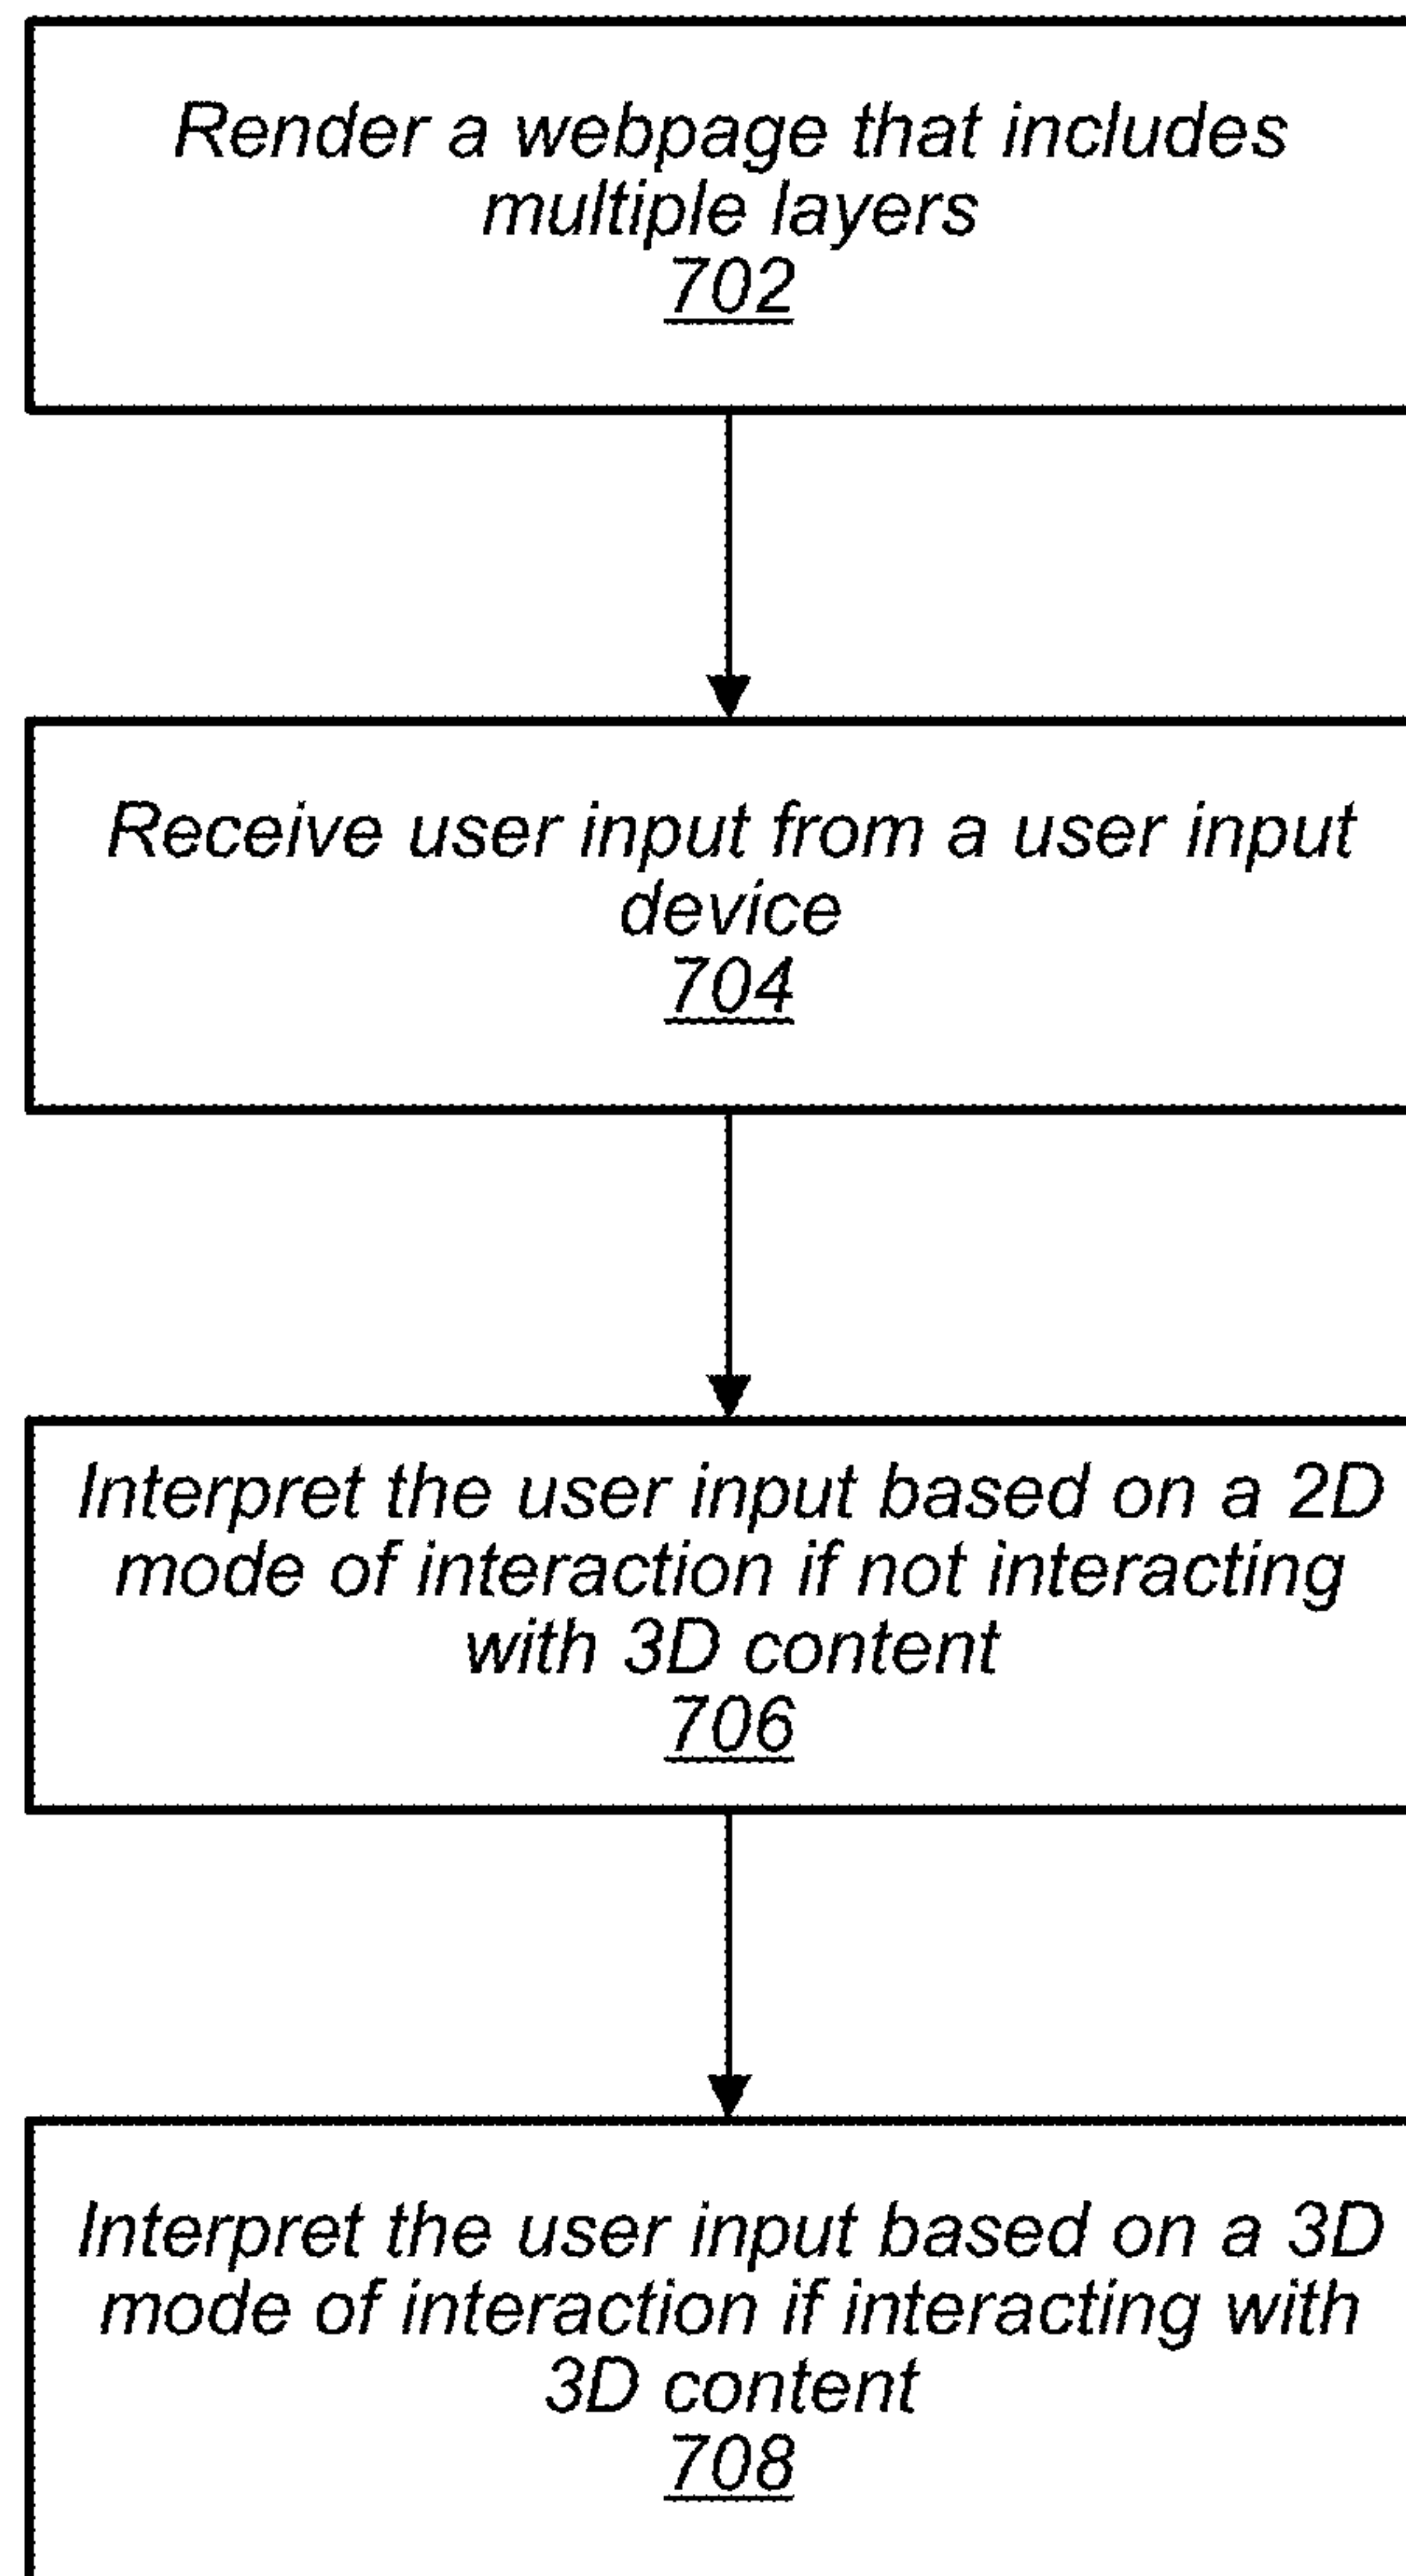 Render a webpage that includes
multiple layers
702
Receive user input from a user input
device
704
Interpret the user input based on a 2D
mode of interaction if not interacting
with 3D content
706
Interpret the user input based on a 3D
mode of interaction if interacting with
3D content
708